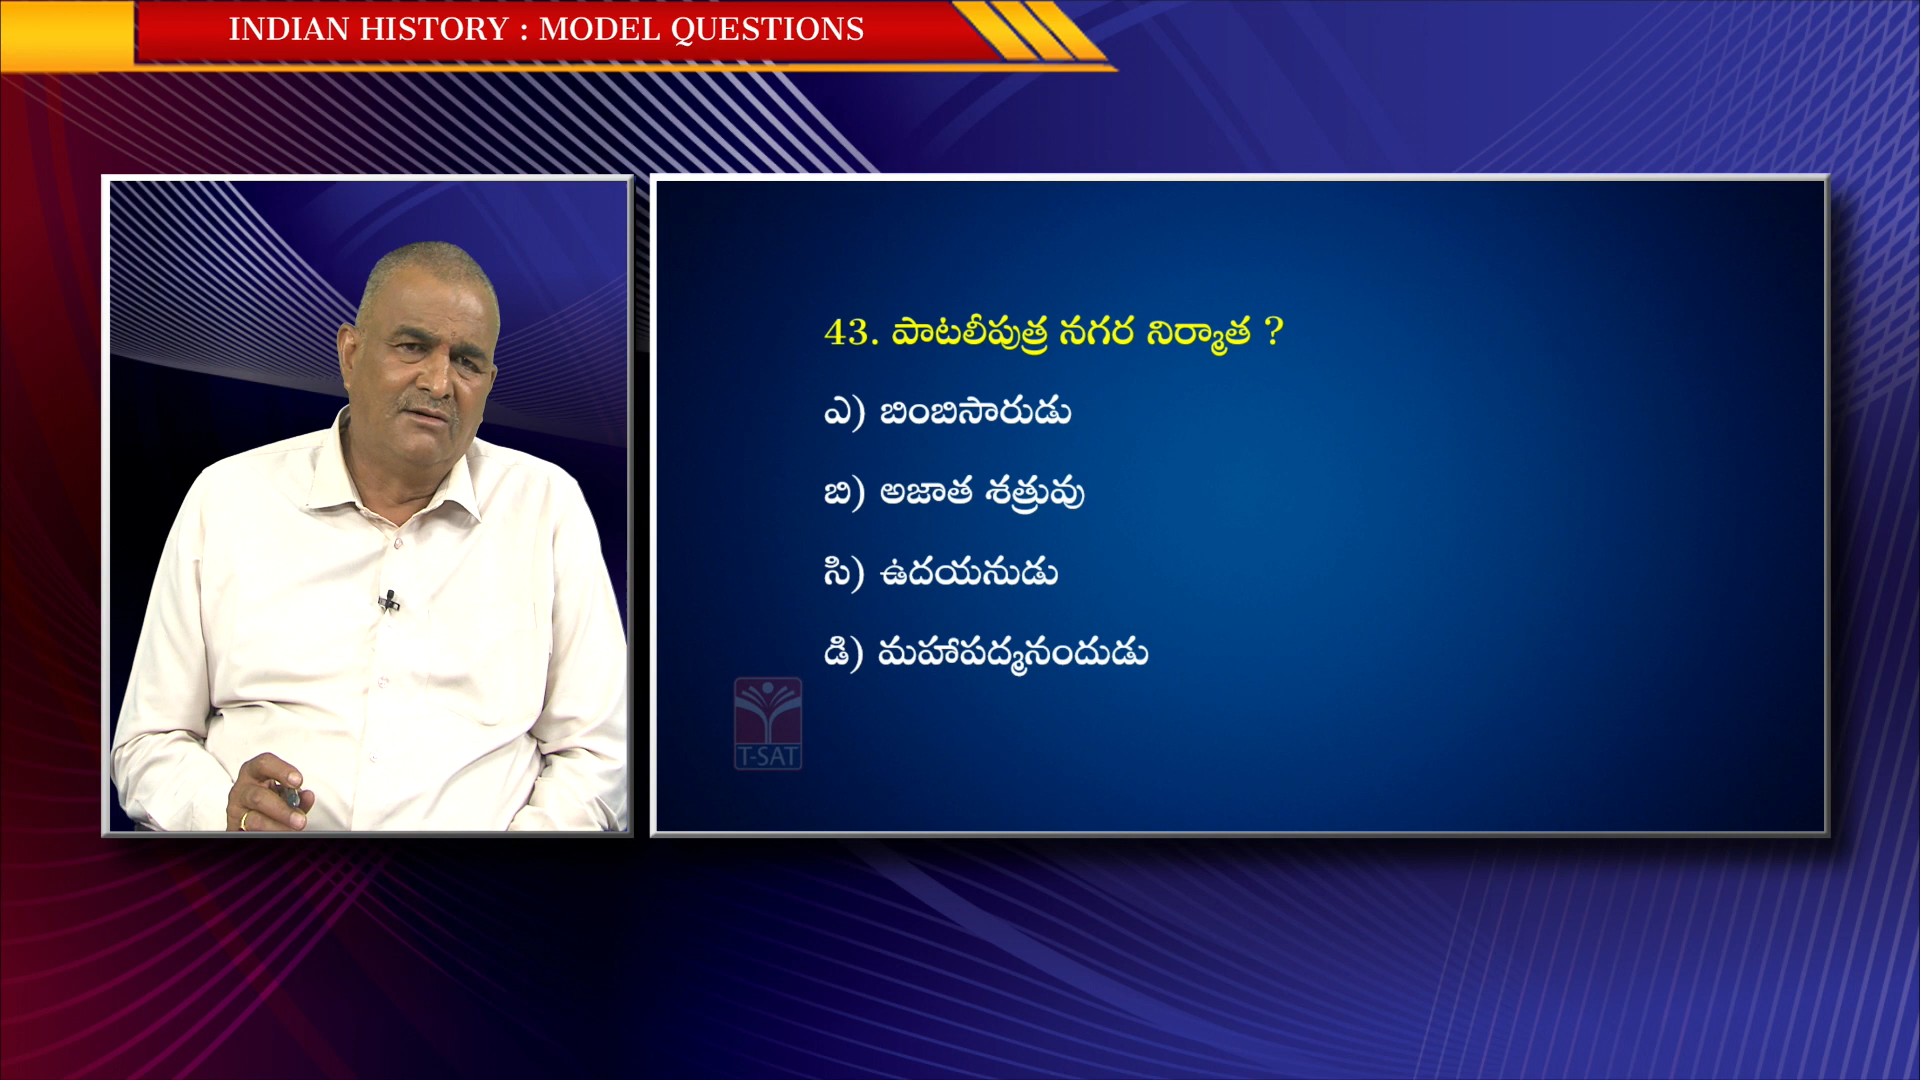 INDIAN HISTORY : MODEL QUESTIONS
43. పాటలీపుత్ర నగర నిర్మాత ?
ఎ) బింబిసారుడు
బి) అజాత శత్రువు
సి) ఉదయనుడు
డి) మహాపద్మనందుడు
T-SAT